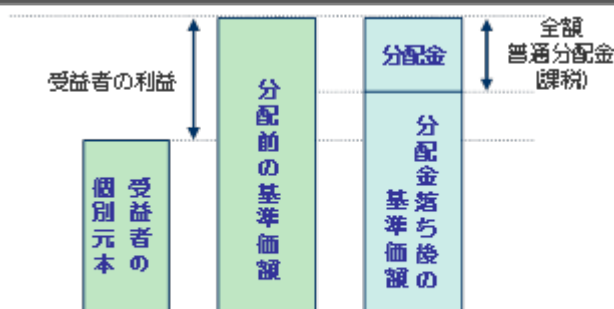 全額
普通分配金
(課税)
分配金
受益者の利益
分配前の基準価額
分配金落ち後の
基準価額
受益者の
個別元本